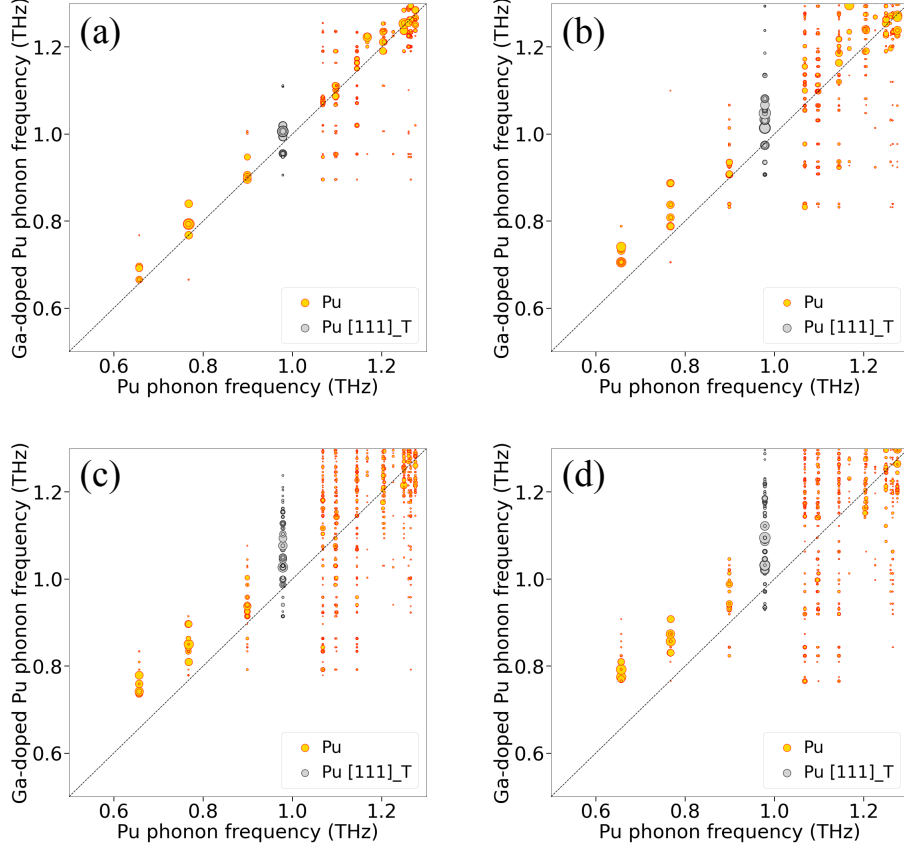 (a)
Ga-doped Pu phonon frequency (THz)
1.2
1.0
0.8
0.6
0.6 0.8 1.0 1.2
Pu phonon frequency (THz)
Pu
Pu [111]_T
(b)
Ga-doped Pu phonon frequency (THz)
1.2
1.0
0.8
0.6
0.6 0.8 1.0 1.2
Pu phonon frequency (THz)
Pu
Pu [111]_T
(c)
Ga-doped Pu phonon frequency (THz)
1.2
1.0
0.8
0.6
0.6 0.8 1.0 1.2
Pu phonon frequency (THz)
Pu
Pu [111]_T
(d)
Ga-doped Pu phonon frequency (THz)
1.2
1.0
0.8
0.6
0.6 0.8 1.0 1.2
Pu phonon frequency (THz)
Pu
Pu [111]_T